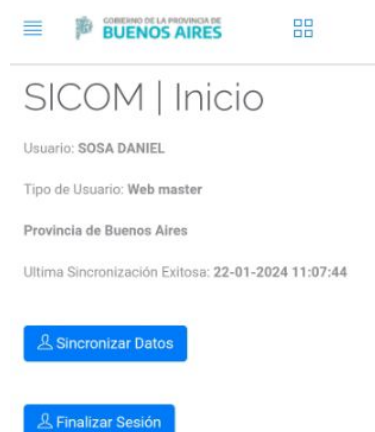 GOBIERNO DE LA PROVINCIA DE
BUENOS AIRES
SICOM | Inicio
Usuario: SOSA DANIEL
Tipo de Usuario: Web master
Provincia de Buenos Aires
Ultima Sincronización Exitosa: 22-01-2024 11:07:44
Sincronizar Datos
Finalizar Sesión